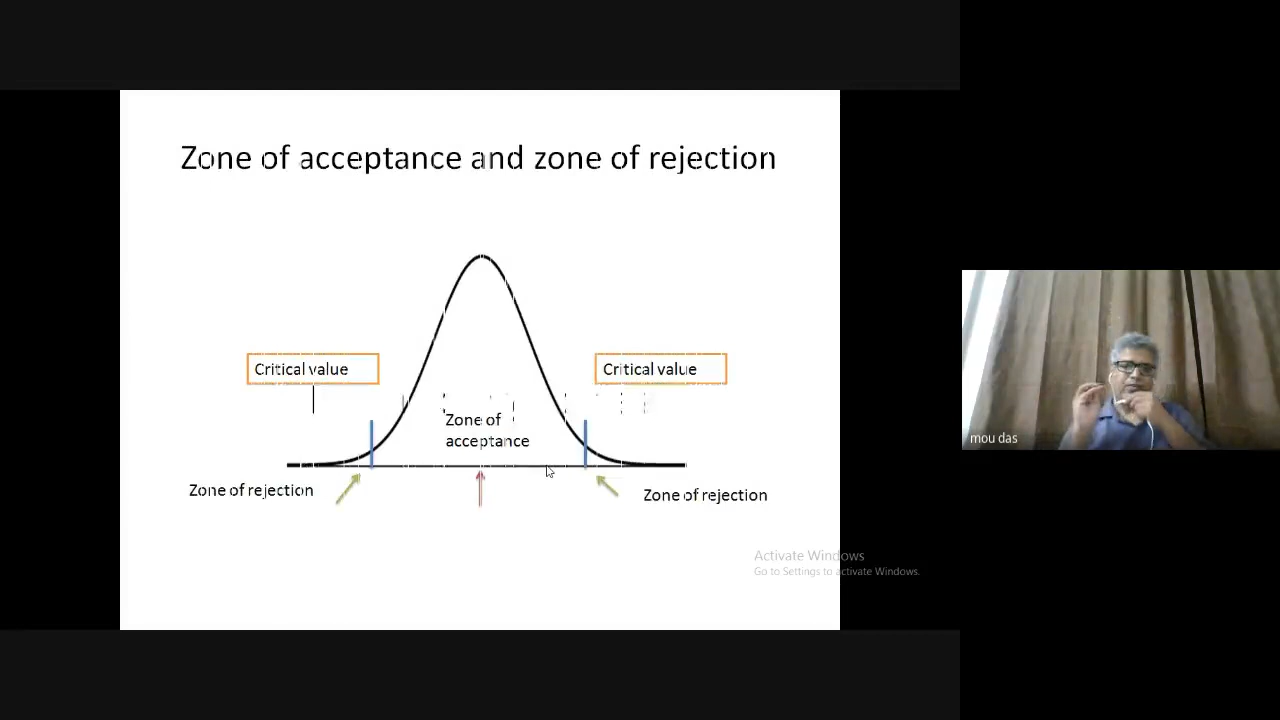 Zone of acceptance and zone of rejection
Critical value
Critical value
Zone of
acceptance
Zone of rejection
Zone of rejection
mou das
Activate Windows
Go to Settings to activate Windows.